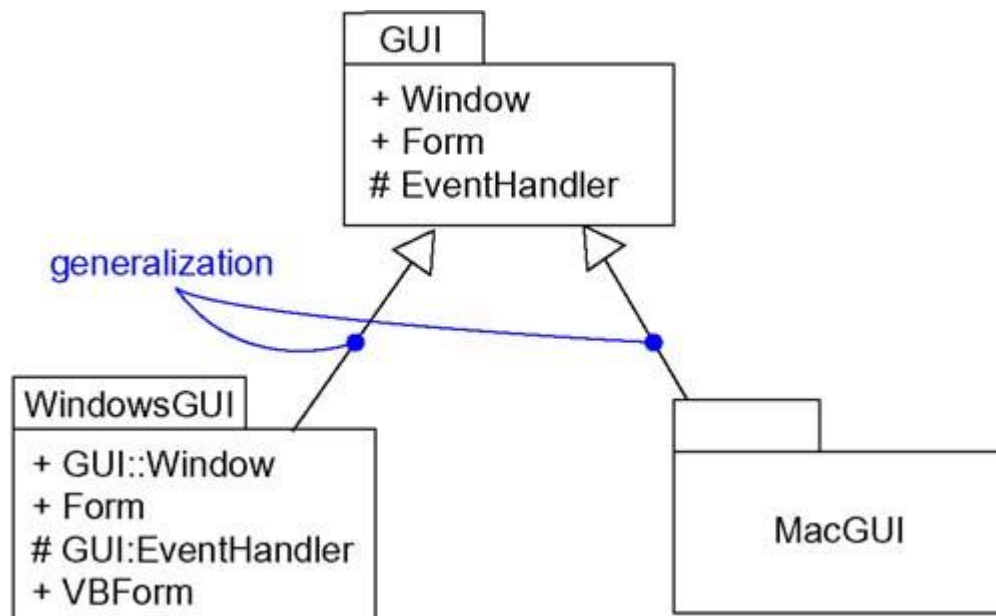 GUI
+ Window
+ Form
# EventHandler
generalization
WindowsGUI
+ GUI::Window
+ Form
# GUI:EventHandler
+ VBForm
MacGUI